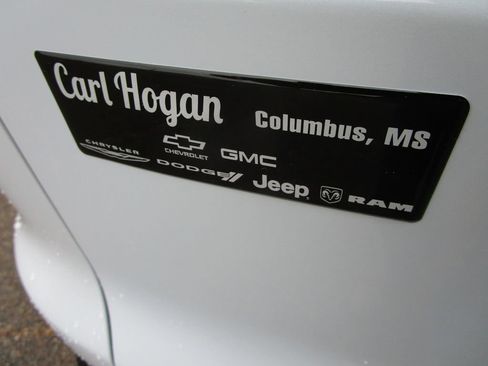 Carl Hogan
Columbus, MS
CHRYSLER CHEVROLET GMC
DODGE Jeep RAM